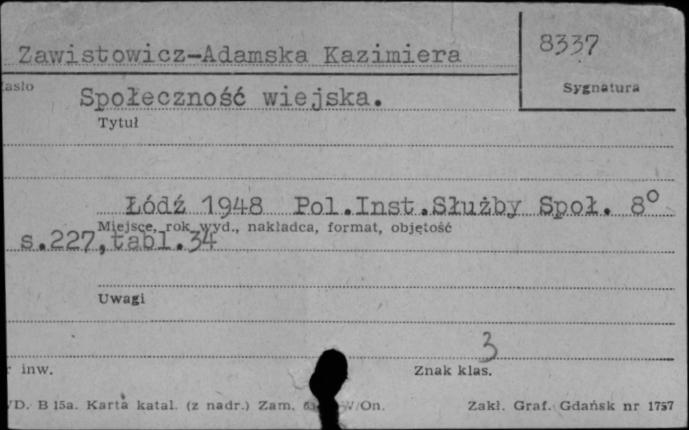 Zawistowicz-Adamska Kazimiera
8337
asło
Sygnatura
Społeczność wiejska.
Tytuł
Łódź 1948 Pol.Inst.Służby Społ. 8°
Miejsce, rok wyd., nakładca, format, objętość
s.227,tabl.34
Uwagi
3
inw.
Znak klas.
D. B 15a. Karta katal. (z nadr.) Zam. On.
Zakł. Graf. Gdańsk nr 1757